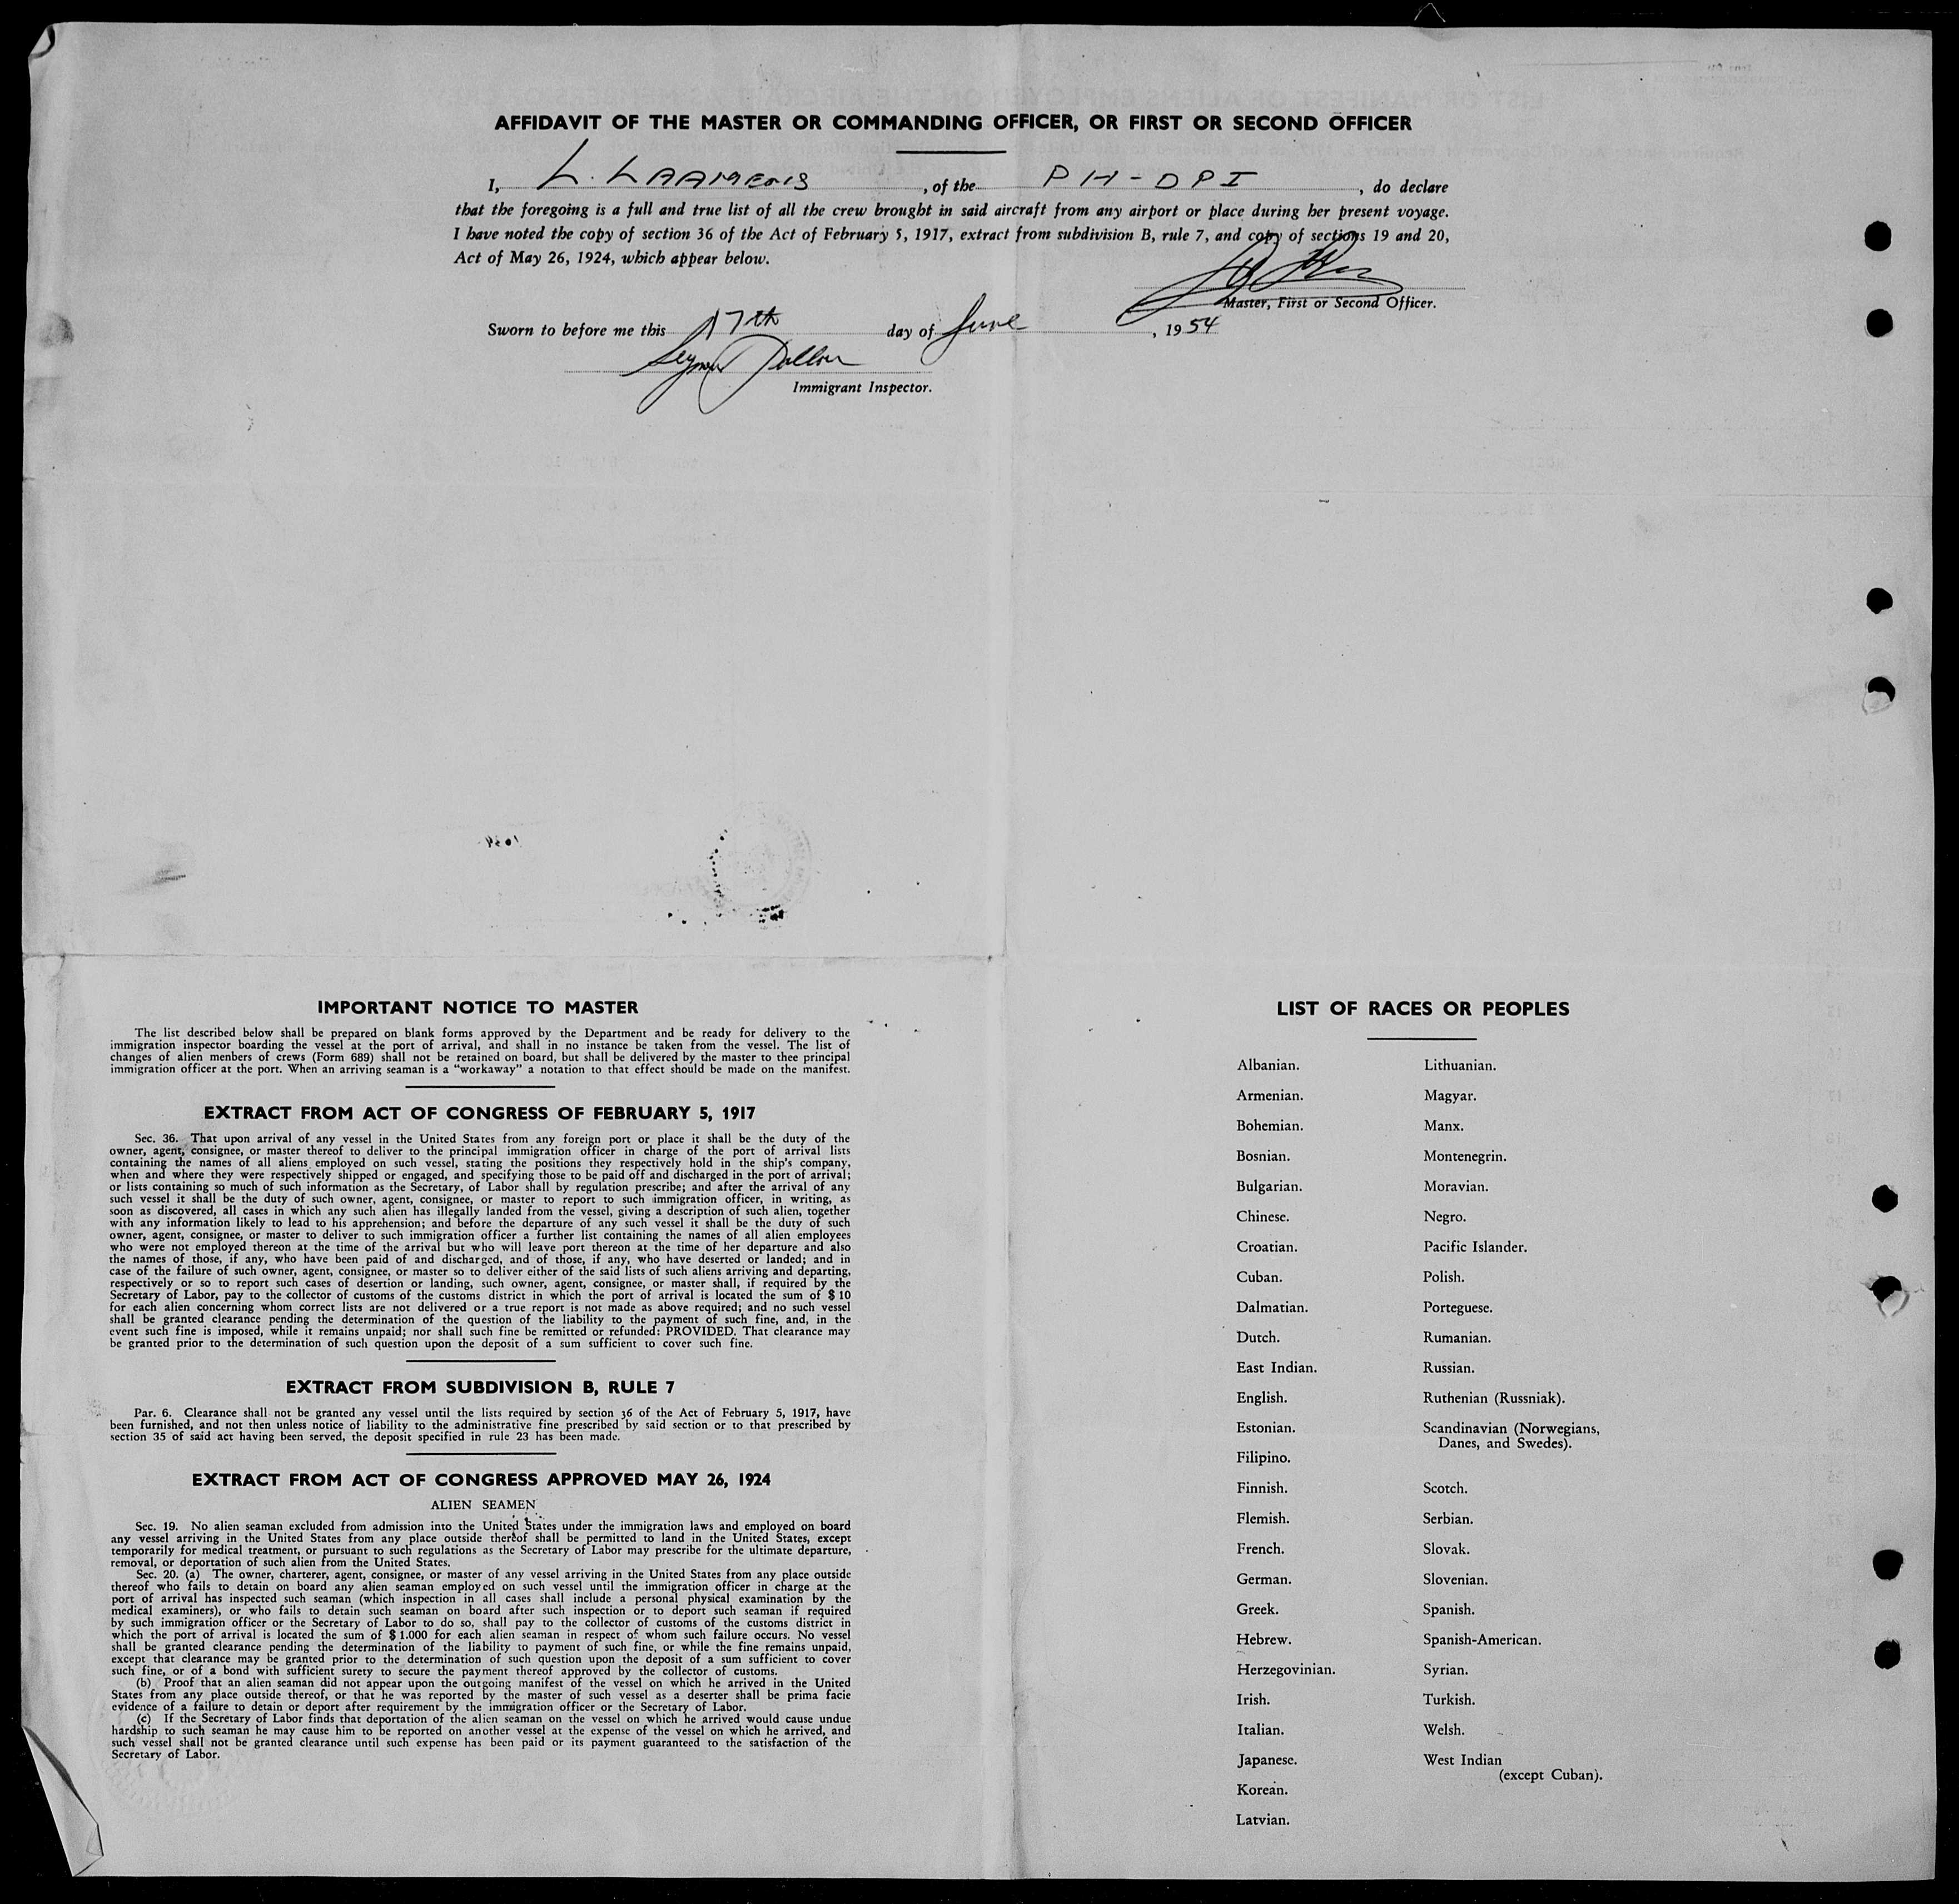 AFFIDAVIT OF THE MASTER OR COMMANDING OFFICER, OR FIRST OR SECOND OFFICER
I, L. , of the PH-DPI , do declare
that the foregoing is a full and true list of all the crew brought in said aircraft from any airport or place during her present voyage.
I have noted the copy of section 36 of the Act of February 5, 1917, extract from subdivision B, rule 7, and copy of sections 19 and 20,
Act of May 26, 1924, which appear below.
Master, First or Second Officer.
Sworn to before me this 17th day of June , 1954
Immigrant Inspector.
IMPORTANT NOTICE TO MASTER
The list described below shall be prepared on blank forms approved by the Department and be ready for delivery to the
immigration inspector boarding the vessel at the port of arrival, and shall in no instance be taken from the vessel. The list of
changes of alien menbers of crews (Form 689) shall not be retained on board, but shall be delivered by the master to thee principal
immigration officer at the port. When an arriving seaman is a "workaway" a notation to that effect should be made on the manifest.
EXTRACT FROM ACT OF CONGRESS OF FEBRUARY 5, 1917
Sec. 36. That upon arrival of any vessel in the United States from any foreign port or place it shall be the duty of the
owner, agent, consignee, or master thereof to deliver to the principal immigration officer in charge of the port of arrival lists
containing the names of all aliens employed on such vessel, stating the positions they respectively hold in the ship's company,
when and where they were respectively shipped or engaged, and specifying those to be paid off and discharged in the port of arrival;
or lists containing so much of such information as the Secretary, of Labor shall by regulation prescribe; and after the arrival of any
such vessel it shall be the duty of such owner, agent, consignee, or master to report to such immigration officer, in writing, as
soon as discovered, all cases in which any such alien has illegally landed from the vessel, giving a description of such alien, together
with any information likely to lead to his apprehension; and before the departure of any such vessel it shall be the duty of such
owner, agent, consignee, or master to deliver to such immigration officer a further list containing the names of all alien employees
who were not employed thereon at the time of the arrival but who will leave port thereon at the time of her departure and also
the names of those, if any, who have been paid of and discharged, and of those, if any, who have deserted or landed; and in
case of the failure of such owner, agent, consignee, or master so to deliver either of the said lists of such aliens arriving and departing,
respectively or so to report such cases of desertion or landing, such owner, agent, consignee, or master shall, if required by the
Secretary of Labor, pay to the collector of customs of the customs district in which the port of arrival is located the sum of $ 10
for each alien concerning whom correct lists are not delivered or a true report is not made as above required; and no such vessel
shall be granted clearance pending the determination of the question of the liability to the payment of such fine, and, in the
event such fine is imposed, while it remains unpaid; nor shall such fine be remitted or refunded: PROVIDED. That clearance may
be granted prior to the determination of such question upon the deposit of a sum sufficient to cover such fine.
EXTRACT FROM SUBDIVISION B, RULE 7
Par. 6. Clearance shall not be granted any vessel until the lists required by section 36 of the Act of February 5, 1917, have
been furnished, and not then unless notice of liability to the administrative fine prescribed by said section or to that prescribed by
section 35 of said act having been served, the deposit specified in rule 23 has been made.
EXTRACT FROM ACT OF CONGRESS APPROVED MAY 26, 1924
ALIEN SEAMEN
Sec. 19. No alien seaman excluded from admission into the United States under the immigration laws and employed on board
any vessel arriving in the United States from any place outside thereof shall be permitted to land in the United States, except
temporarily for medical treatment, or pursuant to such regulations as the Secretary of Labor may prescribe for the ultimate departure,
removal, or deportation of such alien from the United States.
Sec. 20. (a) The owner, charterer, agent, consignee, or master of any vessel arriving in the United States from any place outside
thereof who fails to detain on board any alien seaman employed on such vessel until the immigration officer in charge at the
port of arrival has inspected such seaman (which inspection in all cases shall include a personal physical examination by the
medical examiners), or who fails to detain such seaman on board after such inspection or to deport such seaman if required
by such immigration officer or the Secretary of Labor to do so, shall pay to the collector of customs of the customs district in
which the port of arrival is located the sum of $ 1.000 for each alien seaman in respect of whom such failure occurs. No vessel
shall be granted clearance pending the determination of the liability to payment of such fine, or while the fine remains unpaid,
except that clearance may be granted prior to the determination of such question upon the deposit of a sum sufficient to cover
such fine, or of a bond with sufficient surety to secure the payment thereof approved by the collector of customs.
(b) Proof that an alien seaman did not appear upon the outgoing manifest of the vessel on which he arrived in the United
States from any place outside thereof, or that he was reported by the master of such vessel as a deserter shall be prima facie
evidence of a failure to detain or deport after requirement by the immigration officer or the Secretary of Labor.
(c) If the Secretary of Labor finds that deportation of the alien seaman on the vessel on which he arrived would cause undue
hardship to such seaman he may cause him to be reported on another vessel at the expense of the vessel on which he arrived, and
such vessel shall not be granted clearance until such expense has been paid or its payment guaranteed to the satisfaction of the
Secretary of Labor.
LIST OF RACES OR PEOPLES
Albanian.
Armenian.
Bohemian.
Bosnian.
Bulgarian.
Chinese.
Croatian.
Cuban.
Dalmatian.
Dutch.
East Indian.
English.
Estonian.
Filipino.
Finnish.
Flemish.
French.
German.
Greek.
Hebrew.
Herzegovinian.
Irish.
Italian.
Japanese.
Korean.
Latvian.
Lithuanian.
Magyar.
Manx.
Montenegrin.
Moravian.
Negro.
Pacific Islander.
Polish.
Porteguese.
Rumanian.
Russian.
Ruthenian (Russniak).
Scandinavian (Norwegians,
Danes, and Swedes).
Scotch.
Serbian.
Slovak.
Slovenian.
Spanish.
Spanish-American.
Syrian.
Turkish.
Welsh.
West Indian
(except Cuban).